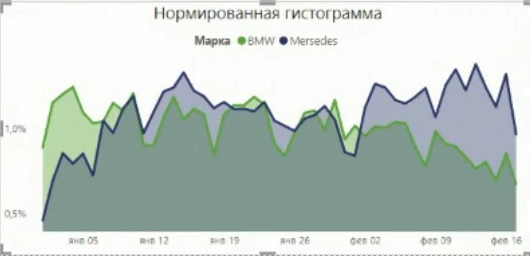 Нормированная гистограмма
Марка BMW Mersedes
1,0%
0,5%
янв 05 янв 12 янв 19 янв 26 фев 02 фев 09 фев 16